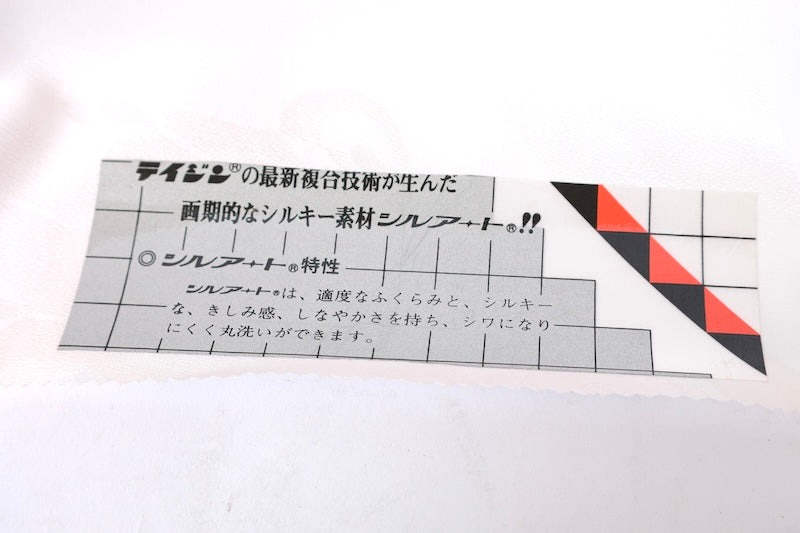 テイジン®の最新複合技術が生んだ
画期的なシルキー素材シルアート®!!
◎シルアート®特性
シルアート®は、適度なふくらみと、シルキー
な、きしみ感、しなやかさを持ち、シワになり
にくく丸洗いができます。